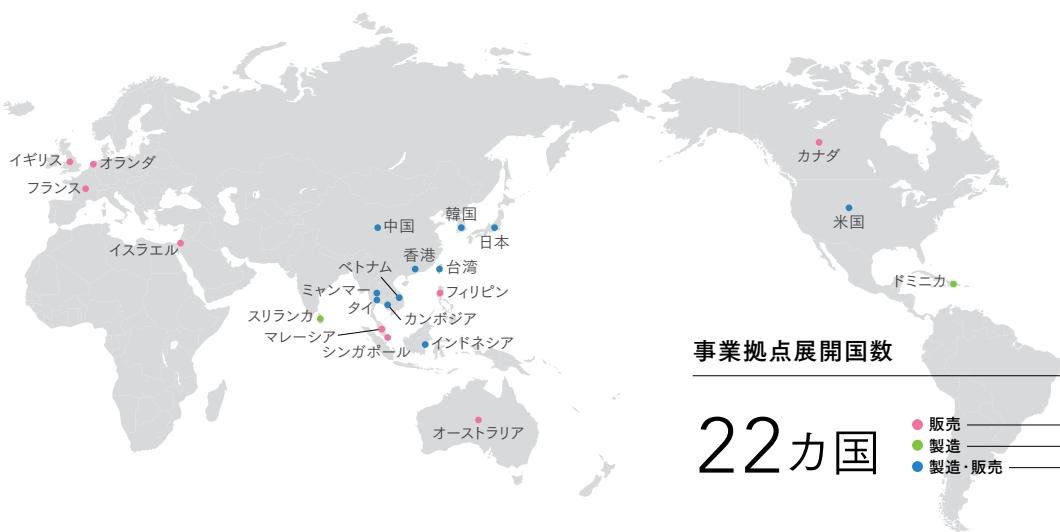 イギリス
オランダ
フランス
イスラエル
中国
韓国
日本
香港
台湾
ベトナム
ミャンマー
タイ
フィリピン
スリランカ
カンボジア
マレーシア
シンガポール
インドネシア
オーストラリア
カナダ
米国
ドミニカ
事業拠点展開国数
22カ国
販売
製造
製造・販売